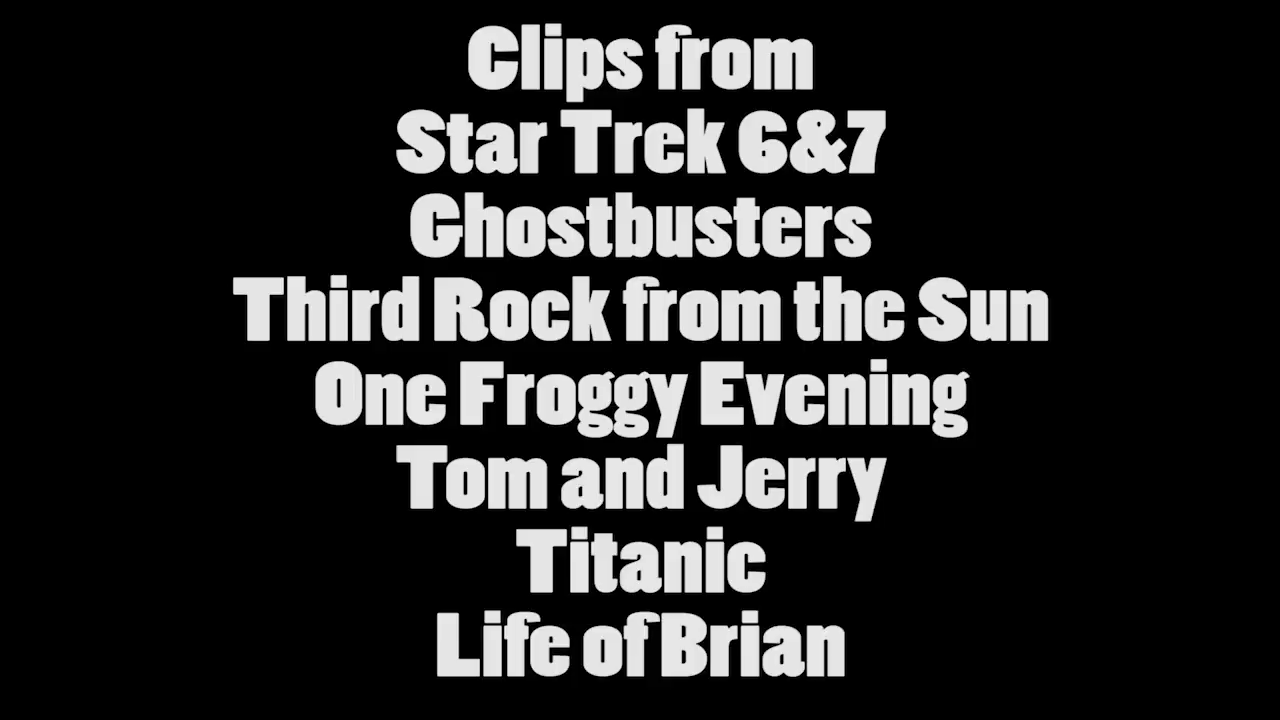 Clips from
Star Trek 6&7
Ghostbusters
Third Rock from the Sun
One Froggy Evening
Tom and Jerry
Titanic
Life of Brian